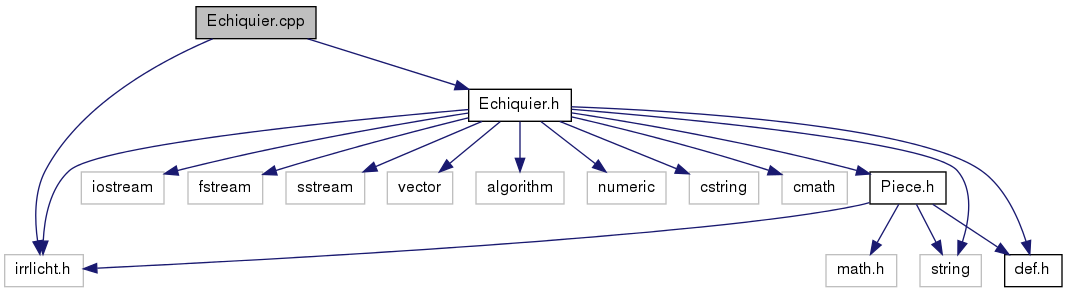 Echiquier.cpp
Echiquier.h
iostream
fstream
sstream
vector
algorithm
numeric
cstring
cmath
Piece.h
irrlicht.h
math.h
string
def.h